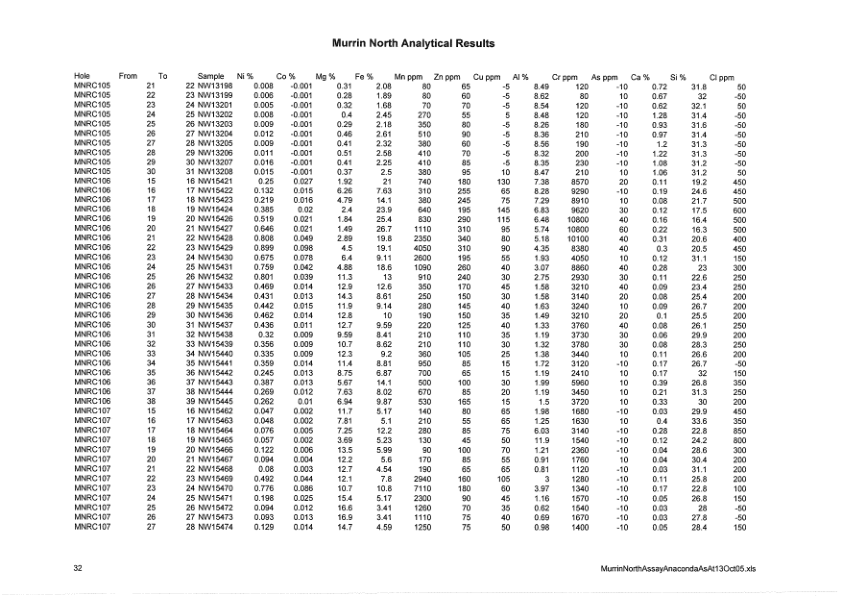 Murrin North Analytical Results
Hole From To Sample Ni % Co % Mg % Fe % Mn ppm Zn ppm Cu ppm Al % Cr ppm As ppm Ca % Si % Cl ppm
MNRC105 21 22 NW13198 0.008 -0.001 0.31 2.08 80 65 -5 8.49 120 -10 0.72 31.8 50
MNRC105 22 23 NW13199 0.006 -0.001 0.28 1.89 80 60 -5 8.62 80 10 0.67 32 -50
MNRC105 23 24 NW13201 0.005 -0.001 0.32 1.68 70 70 -5 8.54 120 -10 0.62 32.1 50
MNRC105 24 25 NW13202 0.008 -0.001 0.4 2.45 270 55 5 8.48 120 -10 1.28 31.4 -50
MNRC105 25 26 NW13203 0.009 -0.001 0.29 2.18 350 80 -5 8.26 180 -10 0.93 31.6 -50
MNRC105 26 27 NW13204 0.012 -0.001 0.46 2.61 510 90 -5 8.36 210 -10 0.97 31.4 -50
MNRC105 27 28 NW13205 0.009 -0.001 0.41 2.32 380 60 -5 8.56 190 -10 1.2 31.3 -50
MNRC105 28 29 NW13206 0.011 -0.001 0.51 2.58 410 70 -5 8.32 200 -10 1.22 31.3 -50
MNRC105 29 30 NW13207 0.016 -0.001 0.41 2.25 410 85 -5 8.35 230 -10 1.08 31.2 -50
MNRC105 30 31 NW13208 0.015 -0.001 0.37 2.5 380 95 10 8.47 210 10 1.06 31.2 50
MNRC106 15 16 NW15421 0.25 0.027 1.92 21 740 180 130 7.38 8570 20 0.11 19.2 450
MNRC106 16 17 NW15422 0.132 0.015 6.26 7.63 310 255 65 8.28 9290 -10 0.19 24.6 450
MNRC106 17 18 NW15423 0.219 0.016 4.79 14.1 380 245 75 7.29 8910 10 0.08 21.7 500
MNRC106 18 19 NW15424 0.385 0.02 2.4 23.9 640 195 145 6.83 9620 30 0.12 17.5 600
MNRC106 19 20 NW15426 0.519 0.021 1.84 25.4 830 290 115 6.48 10800 40 0.16 16.4 500
MNRC106 20 21 NW15427 0.646 0.021 1.49 26.7 1110 310 95 5.74 10800 60 0.22 16.3 500
MNRC106 21 22 NW15428 0.808 0.049 2.89 19.8 2350 340 80 5.18 10100 40 0.31 20.6 400
MNRC106 22 23 NW15429 0.899 0.098 4.5 19.1 4050 310 90 4.35 8380 40 0.3 20.5 450
MNRC106 23 24 NW15430 0.675 0.078 6.4 9.11 2600 195 55 1.93 4050 10 0.12 31.1 150
MNRC106 24 25 NW15431 0.759 0.042 4.88 18.6 1090 260 40 3.07 8860 40 0.28 23 300
MNRC106 25 26 NW15432 0.801 0.039 11.3 13 910 240 30 2.75 2930 30 0.11 22.6 250
MNRC106 26 27 NW15433 0.469 0.014 12.9 12.6 350 170 45 1.58 3210 40 0.09 23.4 250
MNRC106 27 28 NW15434 0.431 0.013 14.3 8.61 250 150 30 1.58 3140 20 0.08 25.4 200
MNRC106 28 29 NW15435 0.442 0.015 11.9 9.14 280 145 40 1.63 3240 10 0.09 26.7 200
MNRC106 29 30 NW15436 0.462 0.014 12.8 10 190 150 35 1.49 3210 20 0.1 25.5 200
MNRC106 30 31 NW15437 0.436 0.011 12.7 9.59 220 125 40 1.33 3760 40 0.08 26.1 250
MNRC106 31 32 NW15438 0.32 0.009 9.59 8.41 210 110 35 1.19 3730 30 0.06 29.9 200
MNRC106 32 33 NW15439 0.356 0.009 10.7 8.62 210 110 30 1.32 3780 30 0.08 28.3 250
MNRC106 33 34 NW15440 0.335 0.009 12.3 9.2 360 105 25 1.38 3440 10 0.11 26.6 200
MNRC106 34 35 NW15441 0.359 0.014 11.4 8.81 950 85 15 1.72 3120 -10 0.17 26.7 -50
MNRC106 35 36 NW15442 0.245 0.013 8.75 6.87 700 65 15 1.19 2410 10 0.17 32 150
MNRC106 36 37 NW15443 0.387 0.013 5.67 14.1 500 100 30 1.99 5960 10 0.39 26.8 350
MNRC106 37 38 NW15444 0.269 0.012 7.63 8.02 670 85 20 1.19 3450 10 0.21 31.3 250
MNRC106 38 39 NW15445 0.262 0.01 6.94 9.87 530 165 15 1.5 3720 10 0.33 30 200
MNRC107 15 16 NW15462 0.047 0.002 11.7 5.17 140 80 65 1.98 1680 -10 0.03 29.9 450
MNRC107 16 17 NW15463 0.048 0.002 7.81 5.1 210 55 65 1.25 1630 10 0.4 33.6 350
MNRC107 17 18 NW15464 0.076 0.005 7.25 12.2 280 85 75 6.03 3140 -10 0.28 22.8 850
MNRC107 18 19 NW15465 0.057 0.002 3.69 5.23 130 45 50 11.9 1540 -10 0.12 24.2 800
MNRC107 19 20 NW15466 0.122 0.006 13.5 5.99 90 100 70 1.21 2360 -10 0.04 28.6 300
MNRC107 20 21 NW15467 0.094 0.004 12.2 5.6 170 85 55 0.91 1760 10 0.04 30.4 200
MNRC107 21 22 NW15468 0.08 0.003 12.7 4.54 190 65 65 0.81 1120 -10 0.03 31.1 200
MNRC107 22 23 NW15469 0.492 0.044 12.1 7.8 2940 160 105 3 1280 -10 0.11 25.8 200
MNRC107 23 24 NW15470 0.776 0.086 10.7 10.8 7110 180 60 3.97 1340 -10 0.17 22.8 100
MNRC107 24 25 NW15471 0.198 0.025 15.4 5.17 2300 90 45 1.16 1570 -10 0.05 26.8 150
MNRC107 25 26 NW15472 0.094 0.012 16.6 3.41 1260 70 35 0.62 1540 -10 0.03 28 -50
MNRC107 26 27 NW15473 0.093 0.013 16.9 3.41 1110 75 40 0.69 1670 -10 0.03 27.8 -50
MNRC107 27 28 NW15474 0.129 0.014 14.7 4.59 1250 75 50 0.98 1400 -10 0.05 28.4 150
32 MurrinNorthAssayAnacondaAsAt13Oct05.xls